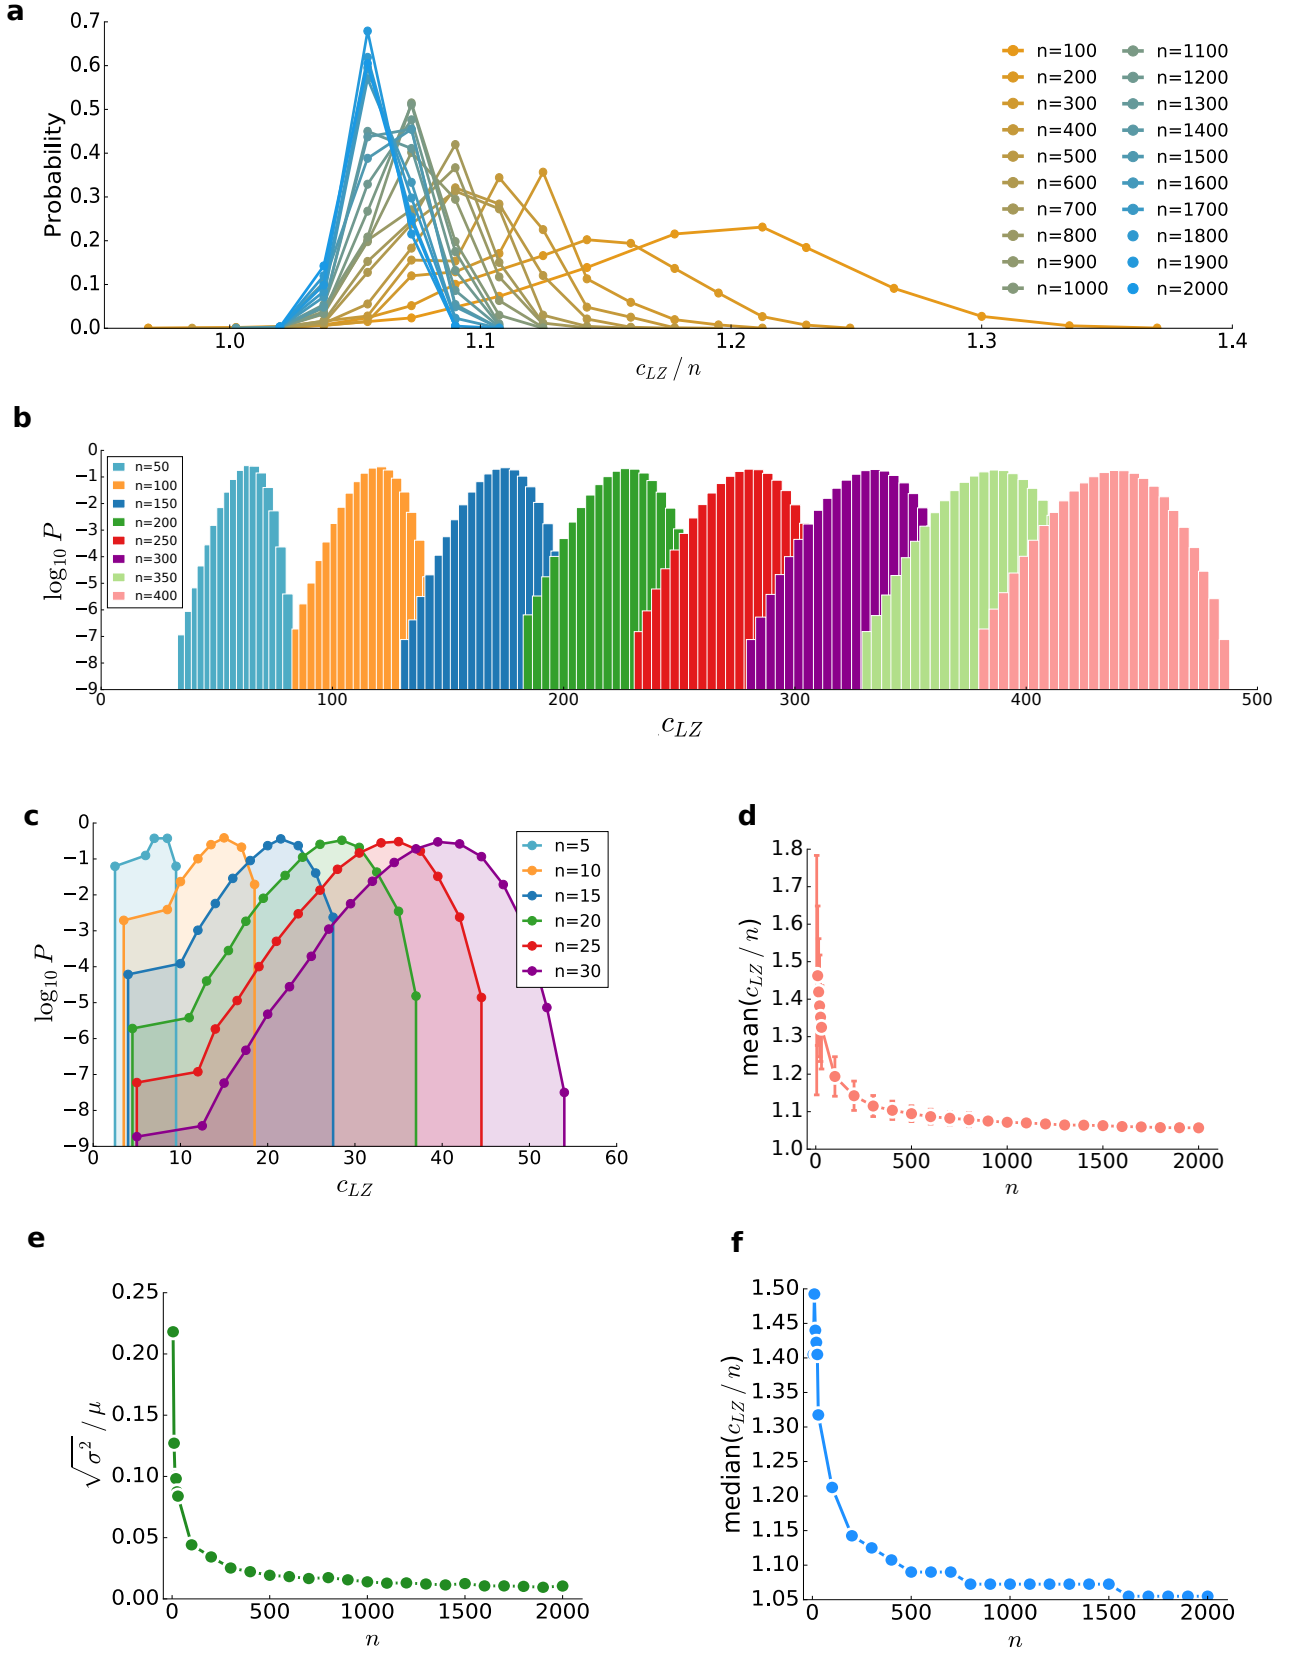 a
0.7
0.6
0.5
0.4
0.3
0.2
0.1
0.0
Probability
1.0 1.1 1.2 1.3 1.4
c_LZ / n
n=100 n=1100
n=200 n=1200
n=300 n=1300
n=400 n=1400
n=500 n=1500
n=600 n=1600
n=700 n=1700
n=800 n=1800
n=900 n=1900
n=1000 n=2000
b
0
−1
−2
−3
−4
−5
−6
−7
−8
−9
log₁₀ P
n=50
n=100
n=150
n=200
n=250
n=300
n=350
n=400
0 100 200 300 400 500
c_LZ
c
0
−1
−2
−3
−4
−5
−6
−7
−8
−9
log₁₀ P
n=5
n=10
n=15
n=20
n=25
n=30
0 10 20 30 40 50 60
c_LZ
d
1.8
1.7
1.6
1.5
1.4
1.3
1.2
1.1
1.0
mean(c_LZ / n)
0 500 1000 1500 2000
n
e
0.25
0.20
0.15
0.10
0.05
0.00
√σ² / μ
0 500 1000 1500 2000
n
f
1.50
1.45
1.40
1.35
1.30
1.25
1.20
1.15
1.10
1.05
median(c_LZ / n)
0 500 1000 1500 2000
n